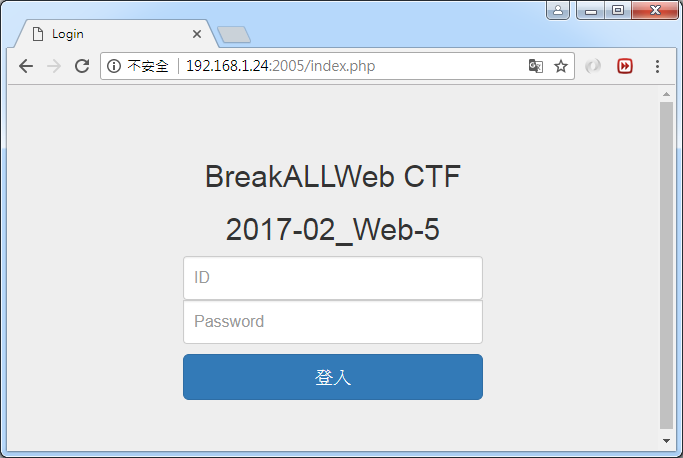 Login
不安全 192.168.1.24:2005/index.php
BreakALLWeb CTF
2017-02_Web-5
ID
Password
登入